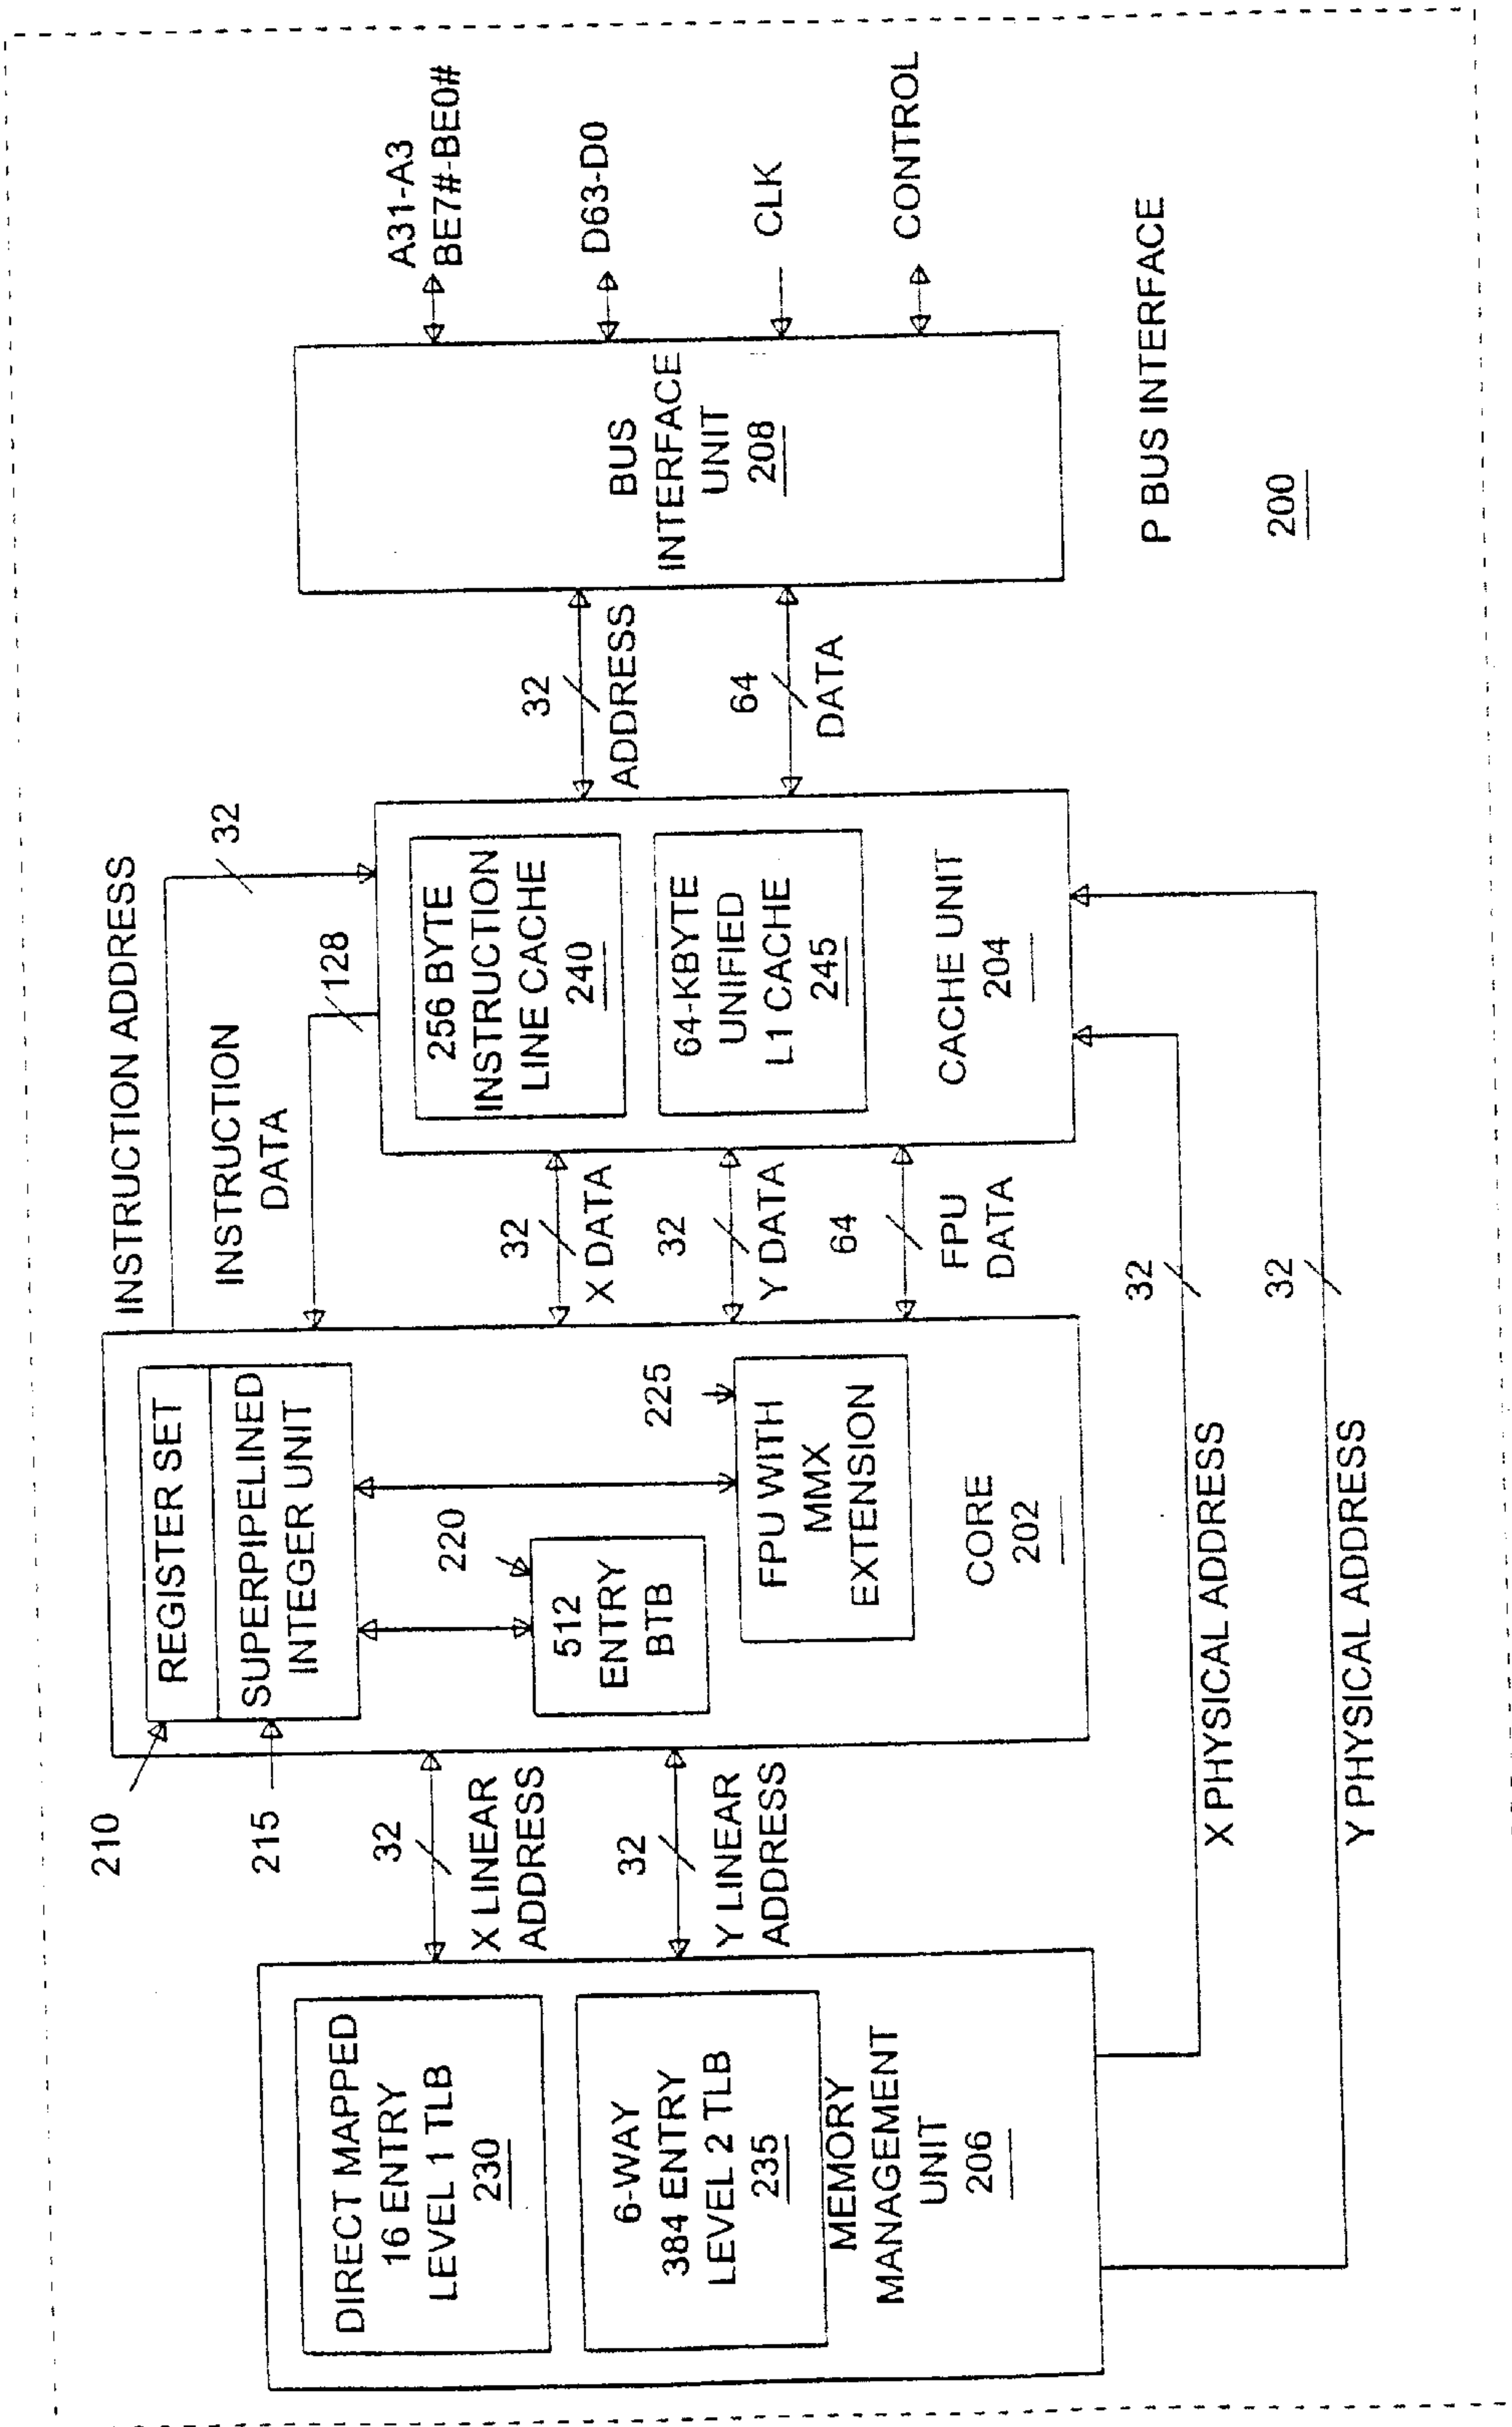 INSTRUCTION ADDRESS
32
INSTRUCTION
DATA
128
210
215
REGISTER SET
SUPERPIPELINED
INTEGER UNIT
220
512
ENTRY
BTB
225
FPU WITH
MMX
EXTENSION
CORE
202
DIRECT MAPPED
16 ENTRY
LEVEL 1 TLB
230
6-WAY
384 ENTRY
LEVEL 2 TLB
235
MEMORY
MANAGEMENT
UNIT
206
32
X LINEAR
ADDRESS
32
Y LINEAR
ADDRESS
32
X DATA
32
Y DATA
64
FPU
DATA
256 BYTE
INSTRUCTION
LINE CACHE
240
64-KBYTE
UNIFIED
L1 CACHE
245
CACHE UNIT
204
32
ADDRESS
64
DATA
BUS
INTERFACE
UNIT
208
A31-A3
BE7#-BE0#
D63-D0
CLK
CONTROL
32
X PHYSICAL ADDRESS
32
Y PHYSICAL ADDRESS
P BUS INTERFACE
200